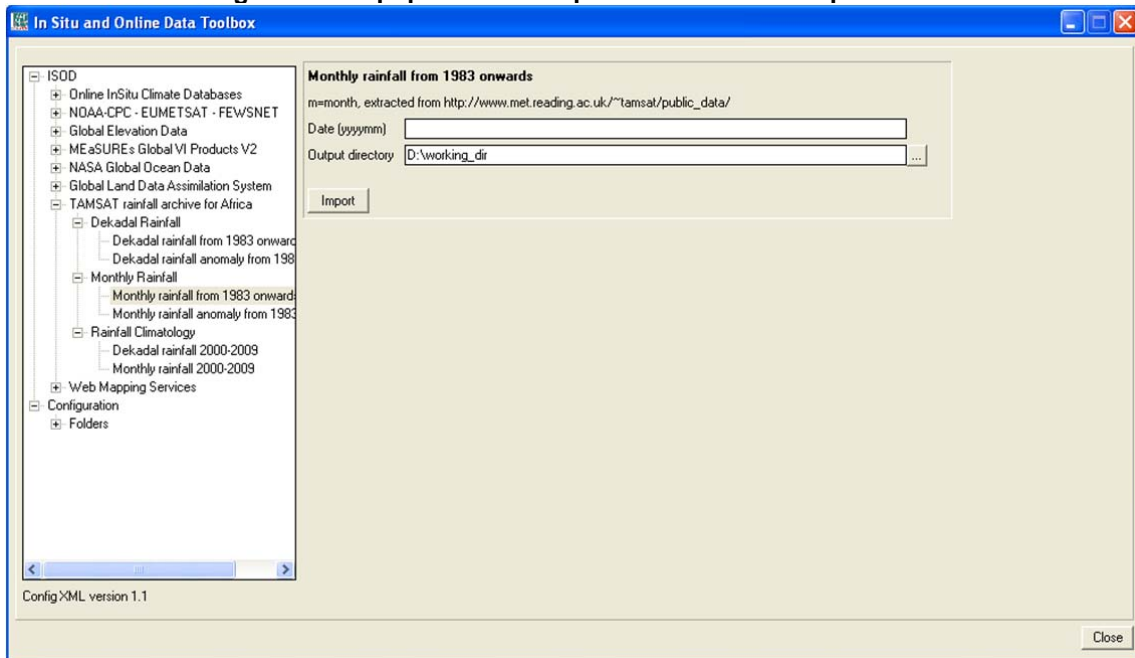 In Situ and Online Data Toolbox
ISOD
Online InSitu Climate Databases
NOAA-CPC - EUMETSAT - FEWSNET
Global Elevation Data
MEaSUREs Global VI Products V2
NASA Global Ocean Data
Global Land Data Assimilation System
TAMSAT rainfall archive for Africa
Dekadal Rainfall
Dekadal rainfall from 1983 onward
Dekadal rainfall anomaly from 198
Monthly Rainfall
Monthly rainfall from 1983 onward
Monthly rainfall anomaly from 1983
Rainfall Climatology
Dekadal rainfall 2000-2009
Monthly rainfall 2000-2009
Web Mapping Services
Configuration
Folders
Config XML version 1.1
Monthly rainfall from 1983 onwards
m=month, extracted from http://www.met.reading.ac.uk/~tamsat/public_data/
Date (yyyymm)
Output directory D:\working_dir ...
Import
Close